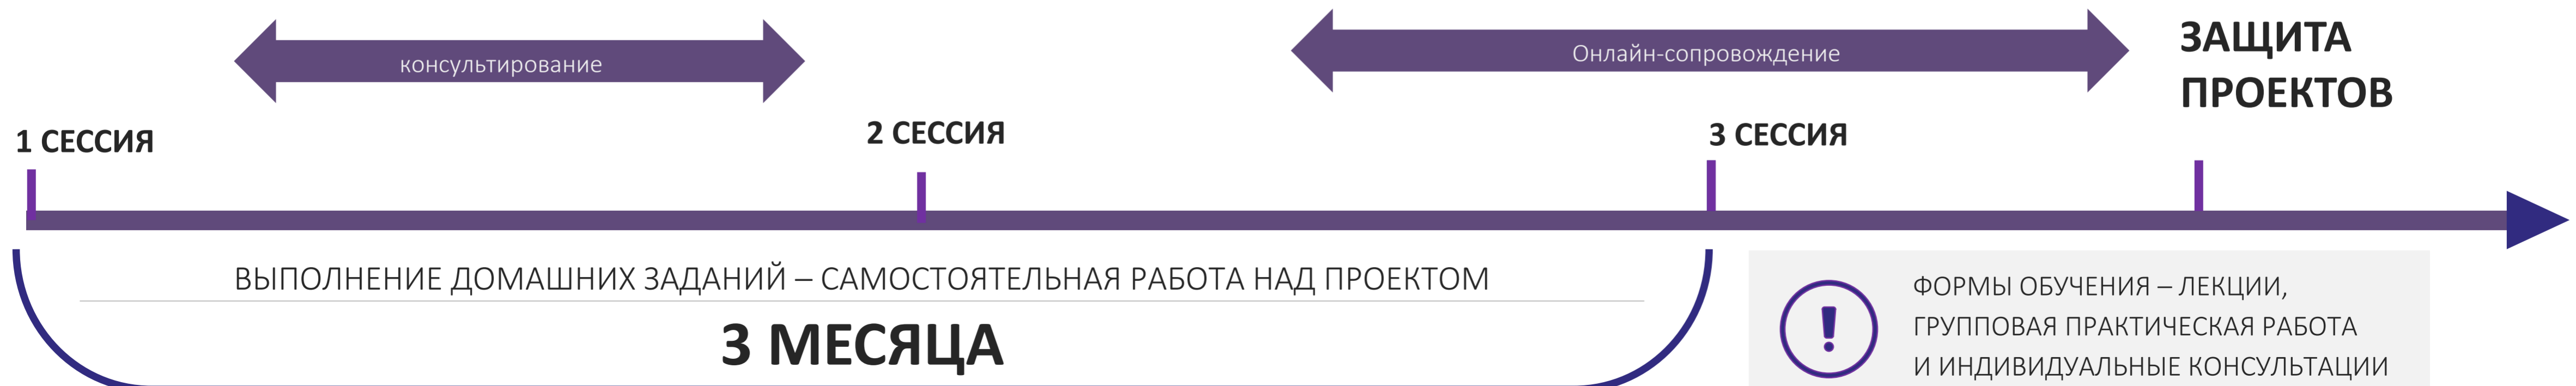 консультирование
Онлайн-сопровождение
ЗАЩИТА
ПРОЕКТОВ
1 СЕССИЯ
2 СЕССИЯ
3 СЕССИЯ
ВЫПОЛНЕНИЕ ДОМАШНИХ ЗАДАНИЙ – САМОСТОЯТЕЛЬНАЯ РАБОТА НАД ПРОЕКТОМ
3 МЕСЯЦА
!
ФОРМЫ ОБУЧЕНИЯ – ЛЕКЦИИ,
ГРУППОВАЯ ПРАКТИЧЕСКАЯ РАБОТА
И ИНДИВИДУАЛЬНЫЕ КОНСУЛЬТАЦИИ